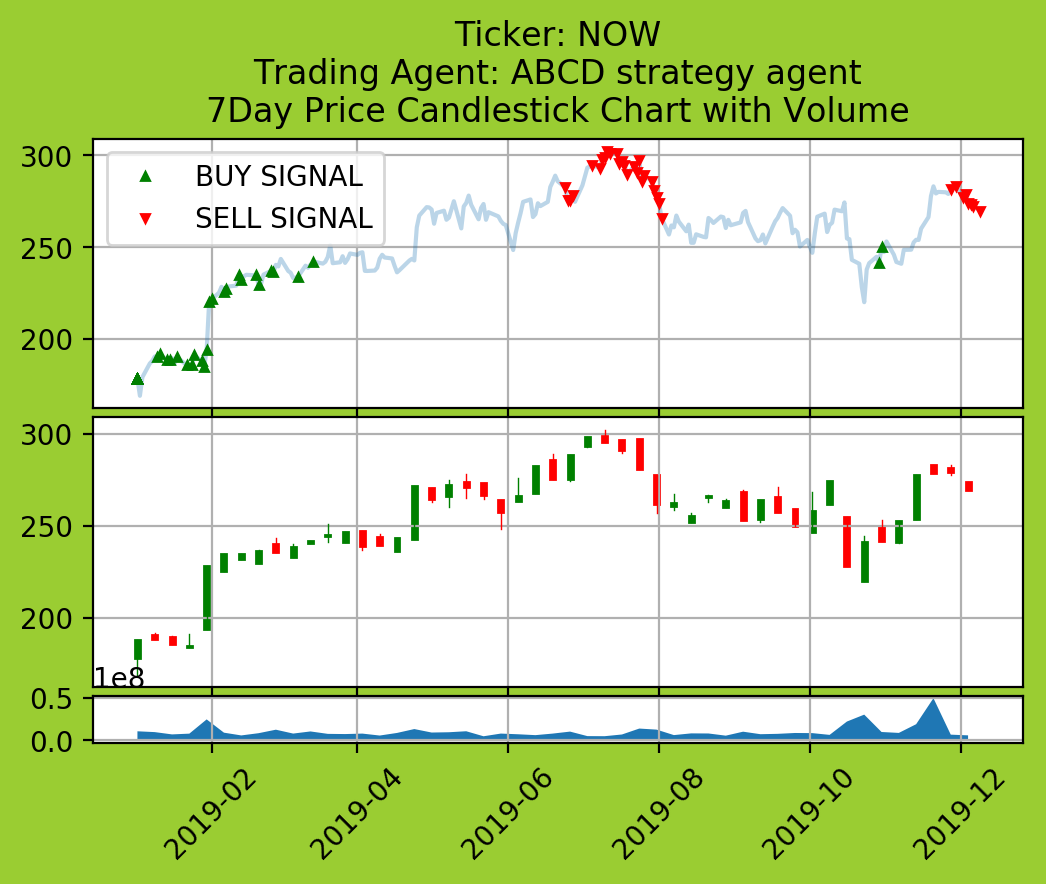 Ticker: NOW
Trading Agent: ABCD strategy agent
7Day Price Candlestick Chart with Volume
300
250
200
BUY SIGNAL
SELL SIGNAL
300
250
200
1e8
0.5
0.0
2019-02
2019-04
2019-06
2019-08
2019-10
2019-12